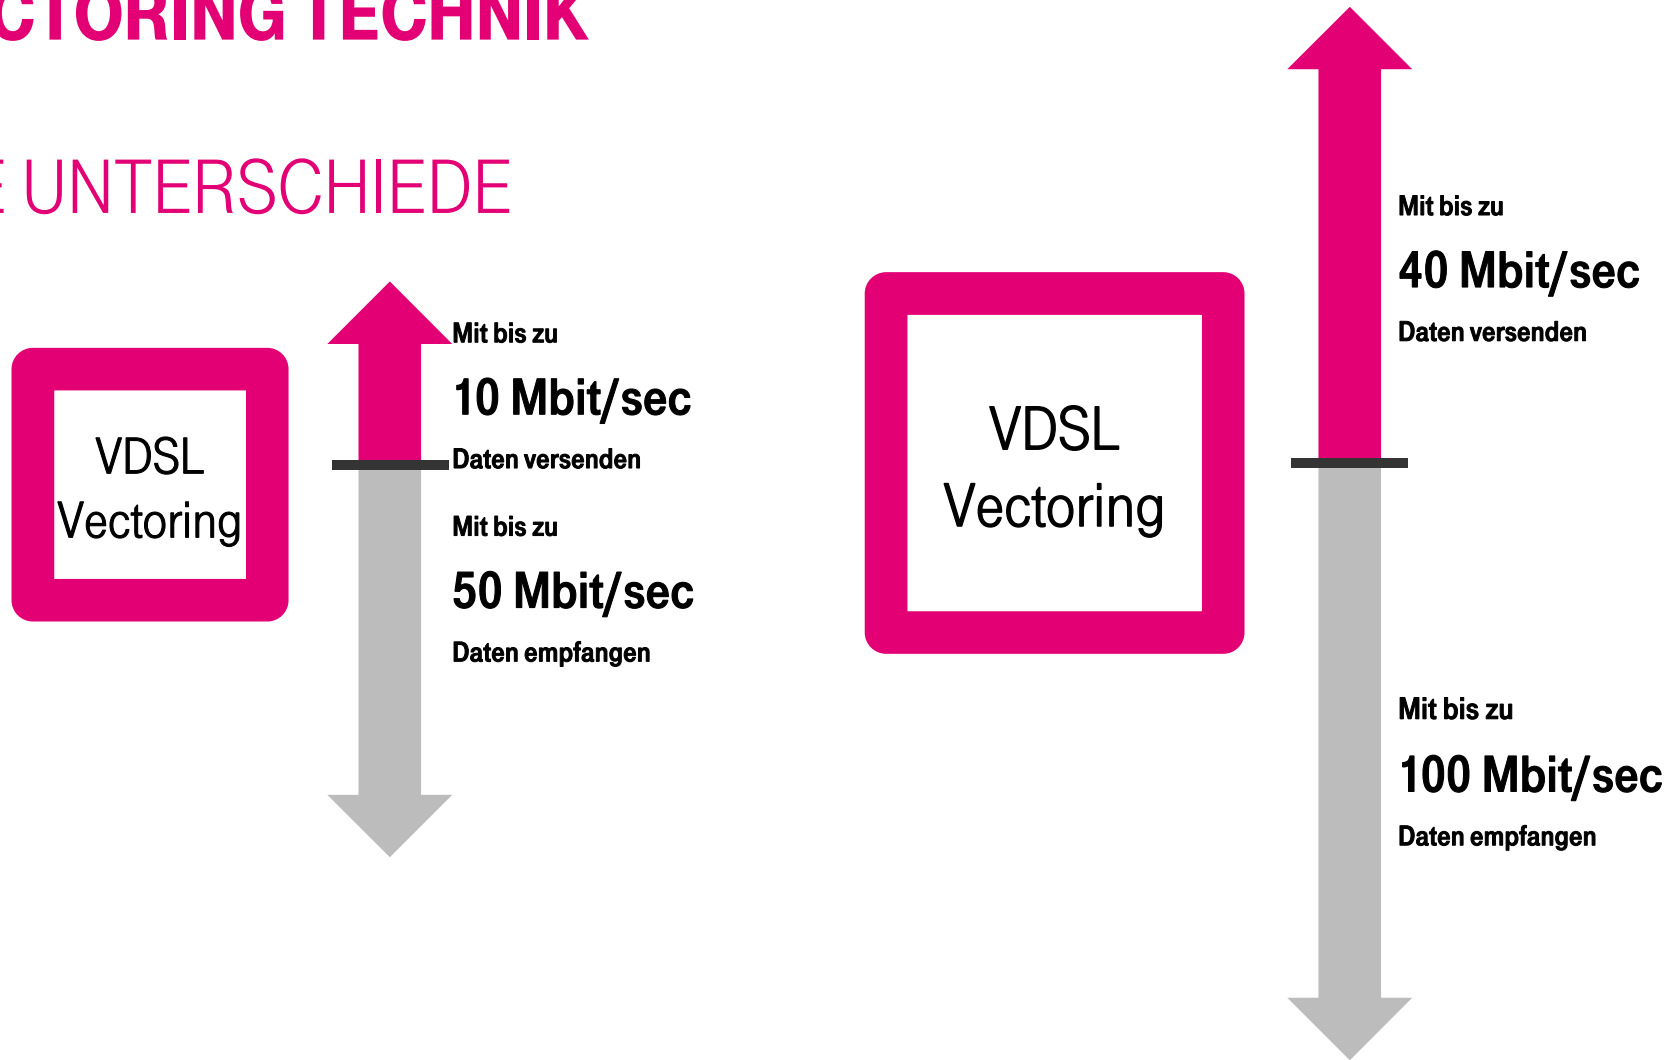 CTORING TECHNIK
E UNTERSCHIEDE
VDSL
Vectoring
Mit bis zu
10 Mbit/sec
Daten versenden
Mit bis zu
50 Mbit/sec
Daten empfangen
VDSL
Vectoring
Mit bis zu
40 Mbit/sec
Daten versenden
Mit bis zu
100 Mbit/sec
Daten empfangen